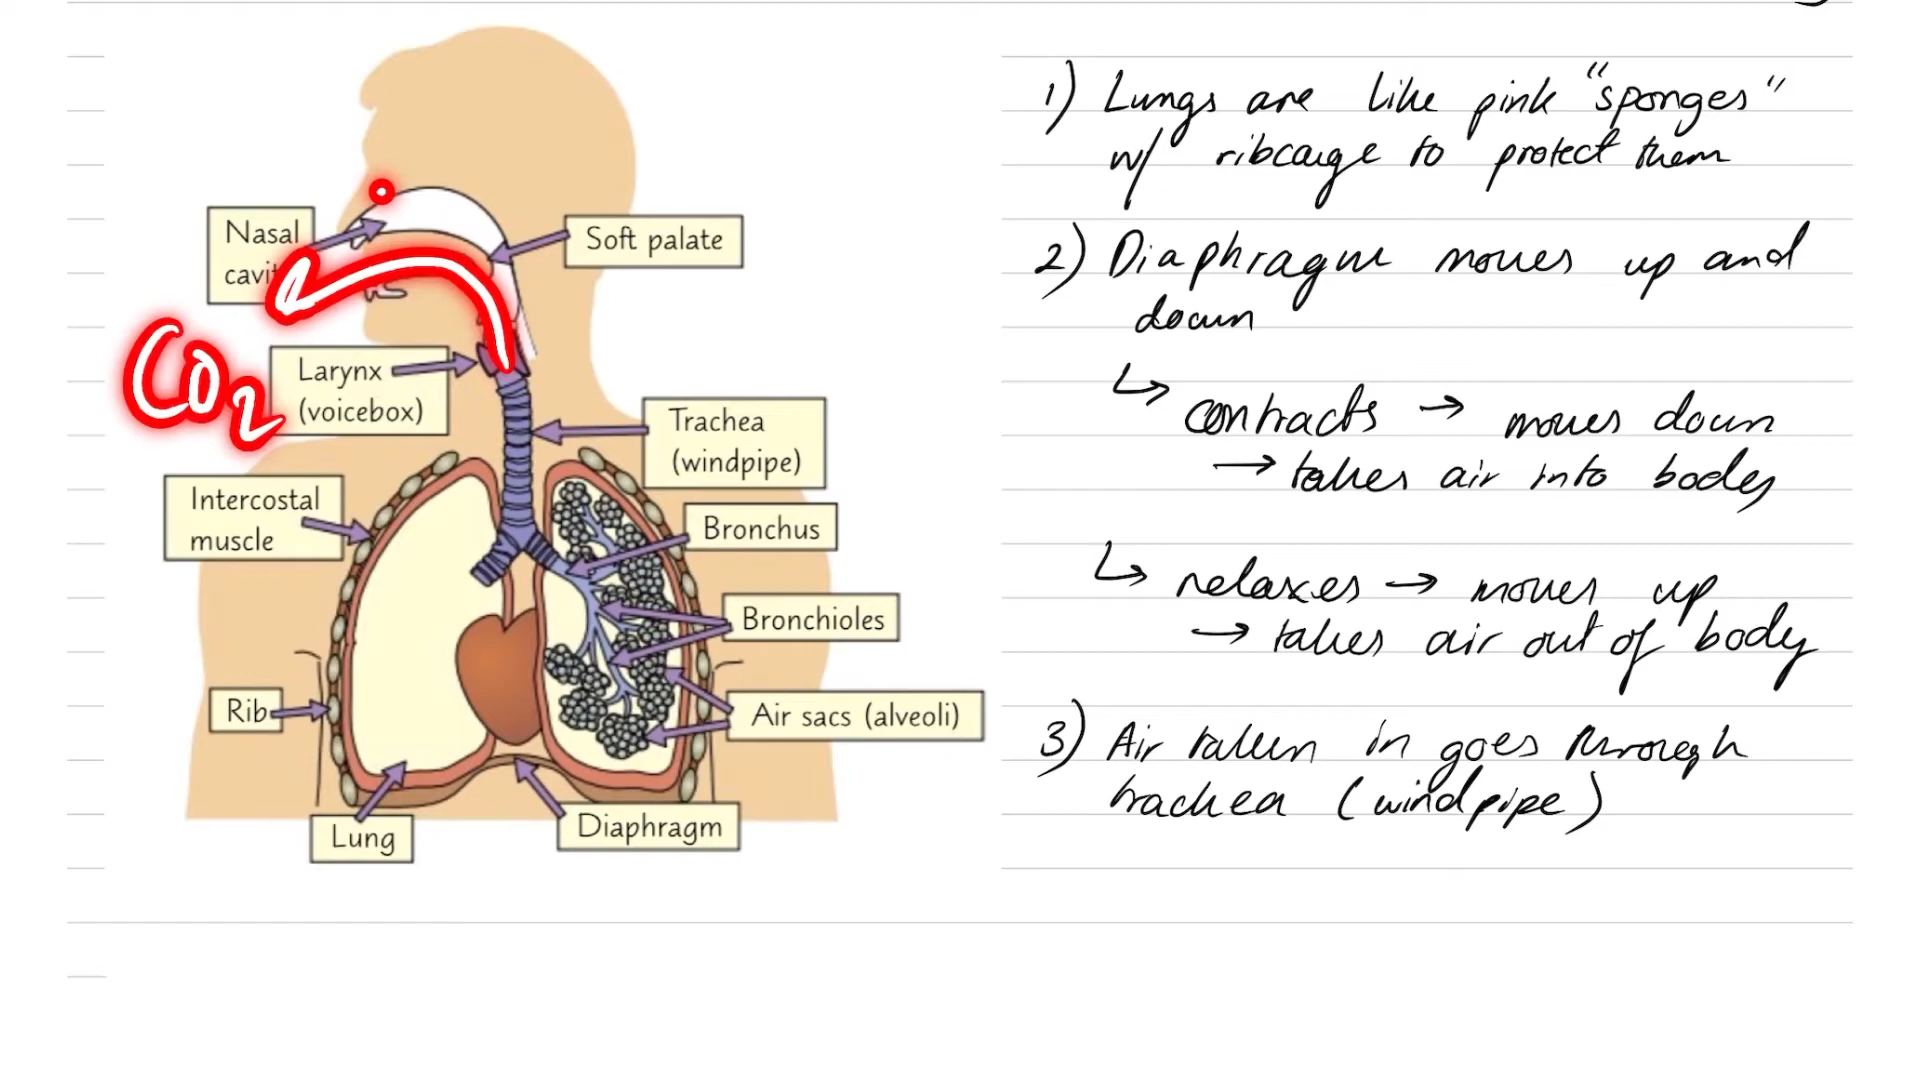 1) Lungs are like pink "sponges"
w/ ribcage to protect them
2) Diaphragm moves up and
down
↳ contracts → moves down
→ takes air into body
↳ relaxes → moves up
→ takes air out of body
3) Air taken in goes through
trachea (windpipe)
Nasal
cavit
Soft palate
CO2
Larynx
(voicebox)
Trachea
(windpipe)
Intercostal
muscle
Bronchus
Bronchioles
Rib
Air sacs (alveoli)
Lung
Diaphragm